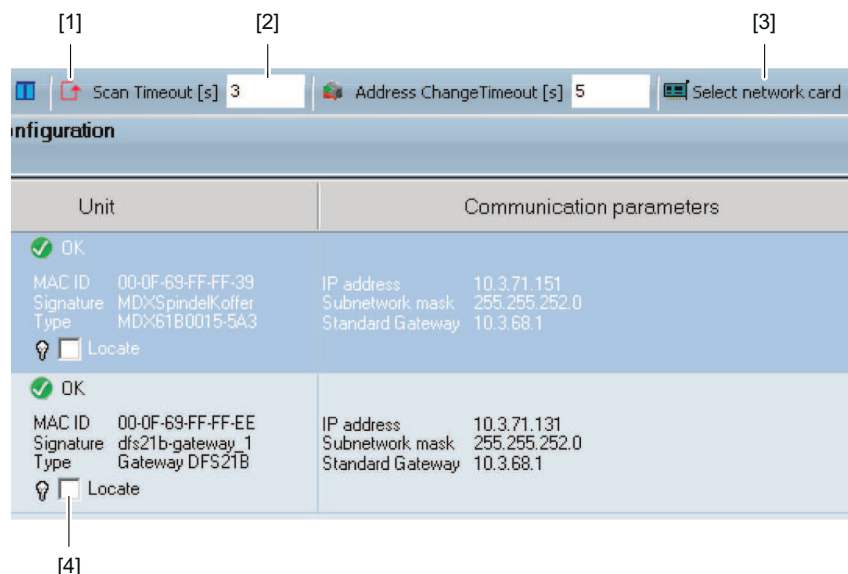 [1] [2] [3]
Scan Timeout [s] 3 Address ChangeTimeout [s] 5 Select network card
nfiguration
Unit Communication parameters
OK
MAC ID 00-0F-69-FF-FF-39 IP address 10.3.71.151
Signature MDXSpindelKoffer Subnetwork mask 255.255.252.0
Type MDX61B0015-5A3 Standard Gateway 10.3.68.1
Locate
OK
MAC ID 00-0F-69-FF-FF-EE IP address 10.3.71.131
Signature dfs21b-gateway_1 Subnetwork mask 255.255.252.0
Type Gateway DFS21B Standard Gateway 10.3.68.1
Locate
[4]